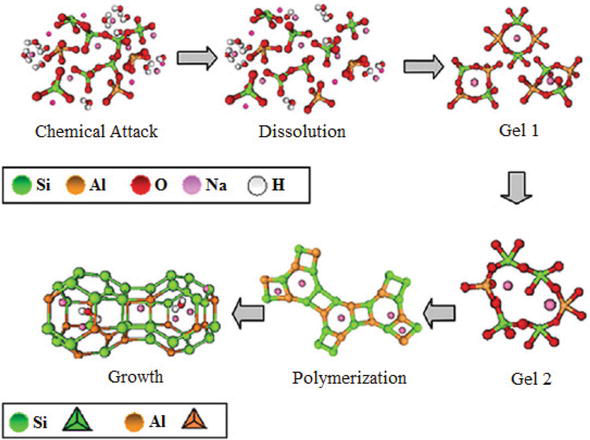 Chemical Attack
Dissolution
Gel 1
Si Al O Na H
Gel 2
Polymerization
Growth
Si Al